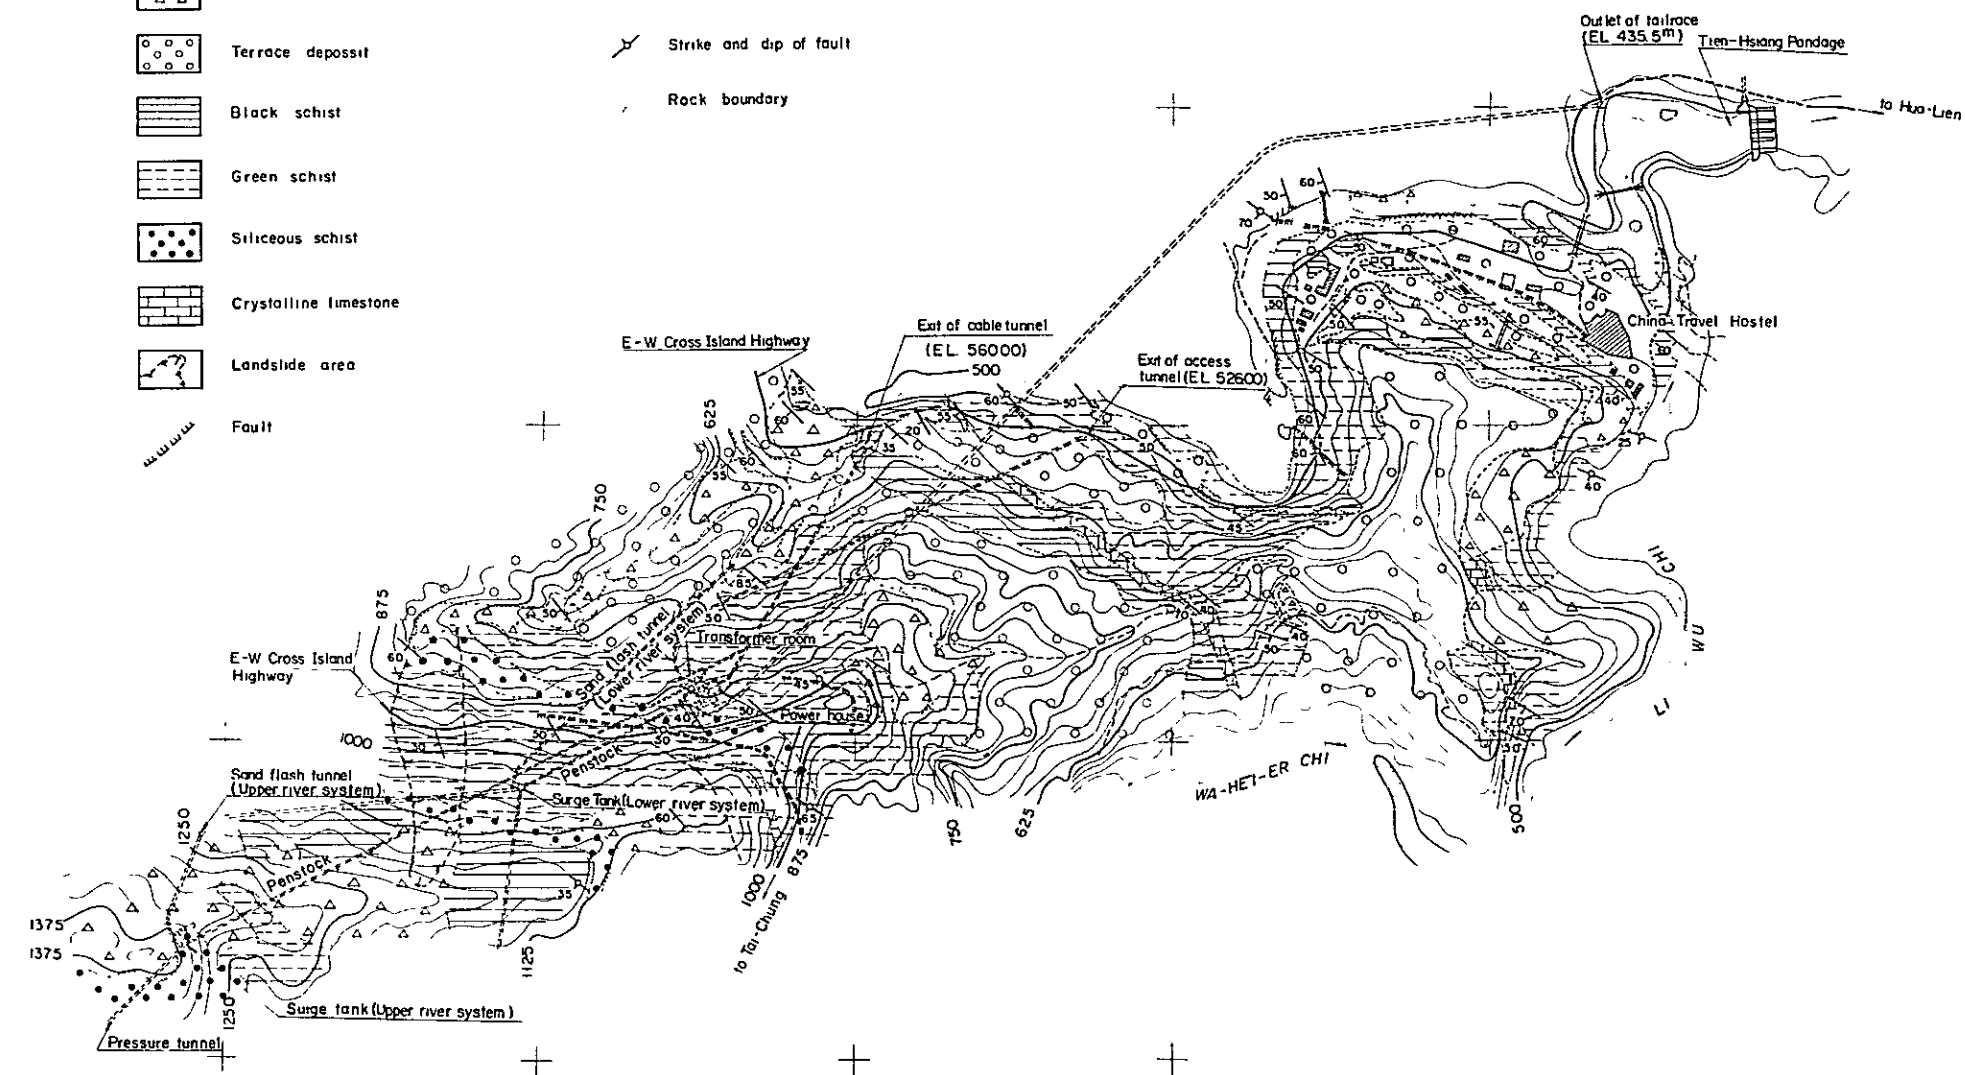 Terrace depossit
Black schist
Green schist
Siliceous schist
Crystalline limestone
Landslide area
Fault
Strike and dip of fault
Rock boundary
Outlet of tailrace
(EL 435.5m)
Tien-Hsiang Pondage
to Hua-Lien
China-Travel Hostel
E-W Cross Island Highway
Exit of cable tunnel
(EL. 56000)
500
Exit of access
tunnel (EL 52600)
625
750
875
E-W Cross Island
Highway
Sand flash tunnel
(Lower river system)
Transformer room
Power house
Penstock
1000
Sand flash tunnel
(Upper river system)
Surge Tank (Lower river system)
1250
Penstock
1375
1375
1250
1125
1000
875
to Tai-Chung
750
625
WA-HEI-ER CHI
500
LI
WU
CHI
Surge tank (Upper river system)
Pressure tunnel